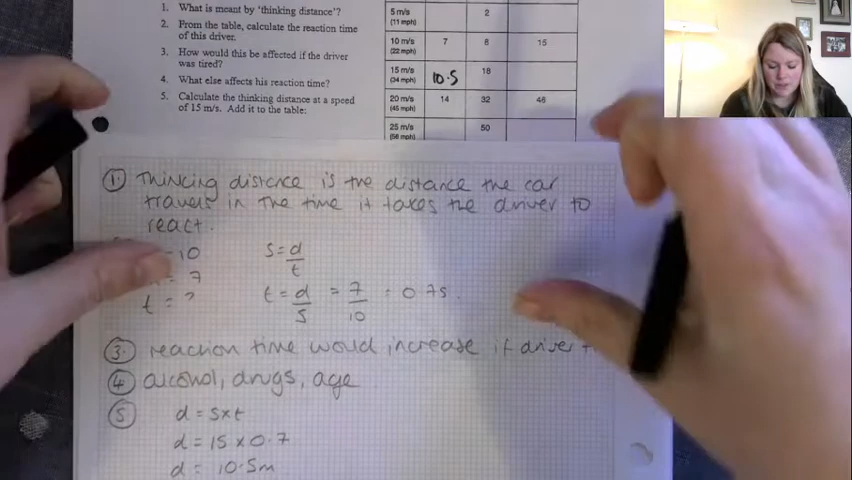 1. What is meant by 'thinking distance'?
2. From the table, calculate the reaction time
of this driver.
3. How would this be affected if the driver
was tired?
4. What else affects his reaction time?
5. Calculate the thinking distance at a speed
of 15 m/s. Add it to the table:
5 m/s
(11 mph) 2
10 m/s
(22 mph) 7 8 15
15 m/s
(34 mph) 10.5 18
20 m/s
(45 mph) 14 32 46
25 m/s
(56 mph) 50
① Thinking distance is the distance the car
travels in the time it takes the driver to
react.
= 10 s = d/t
= 7
t = ? t = d/s = 7/10 = 0.7s.
③ reaction time would increase if driver
④ alcohol, drugs, age
⑤ d = s x t
d = 15 x 0.7
d = 10.5m